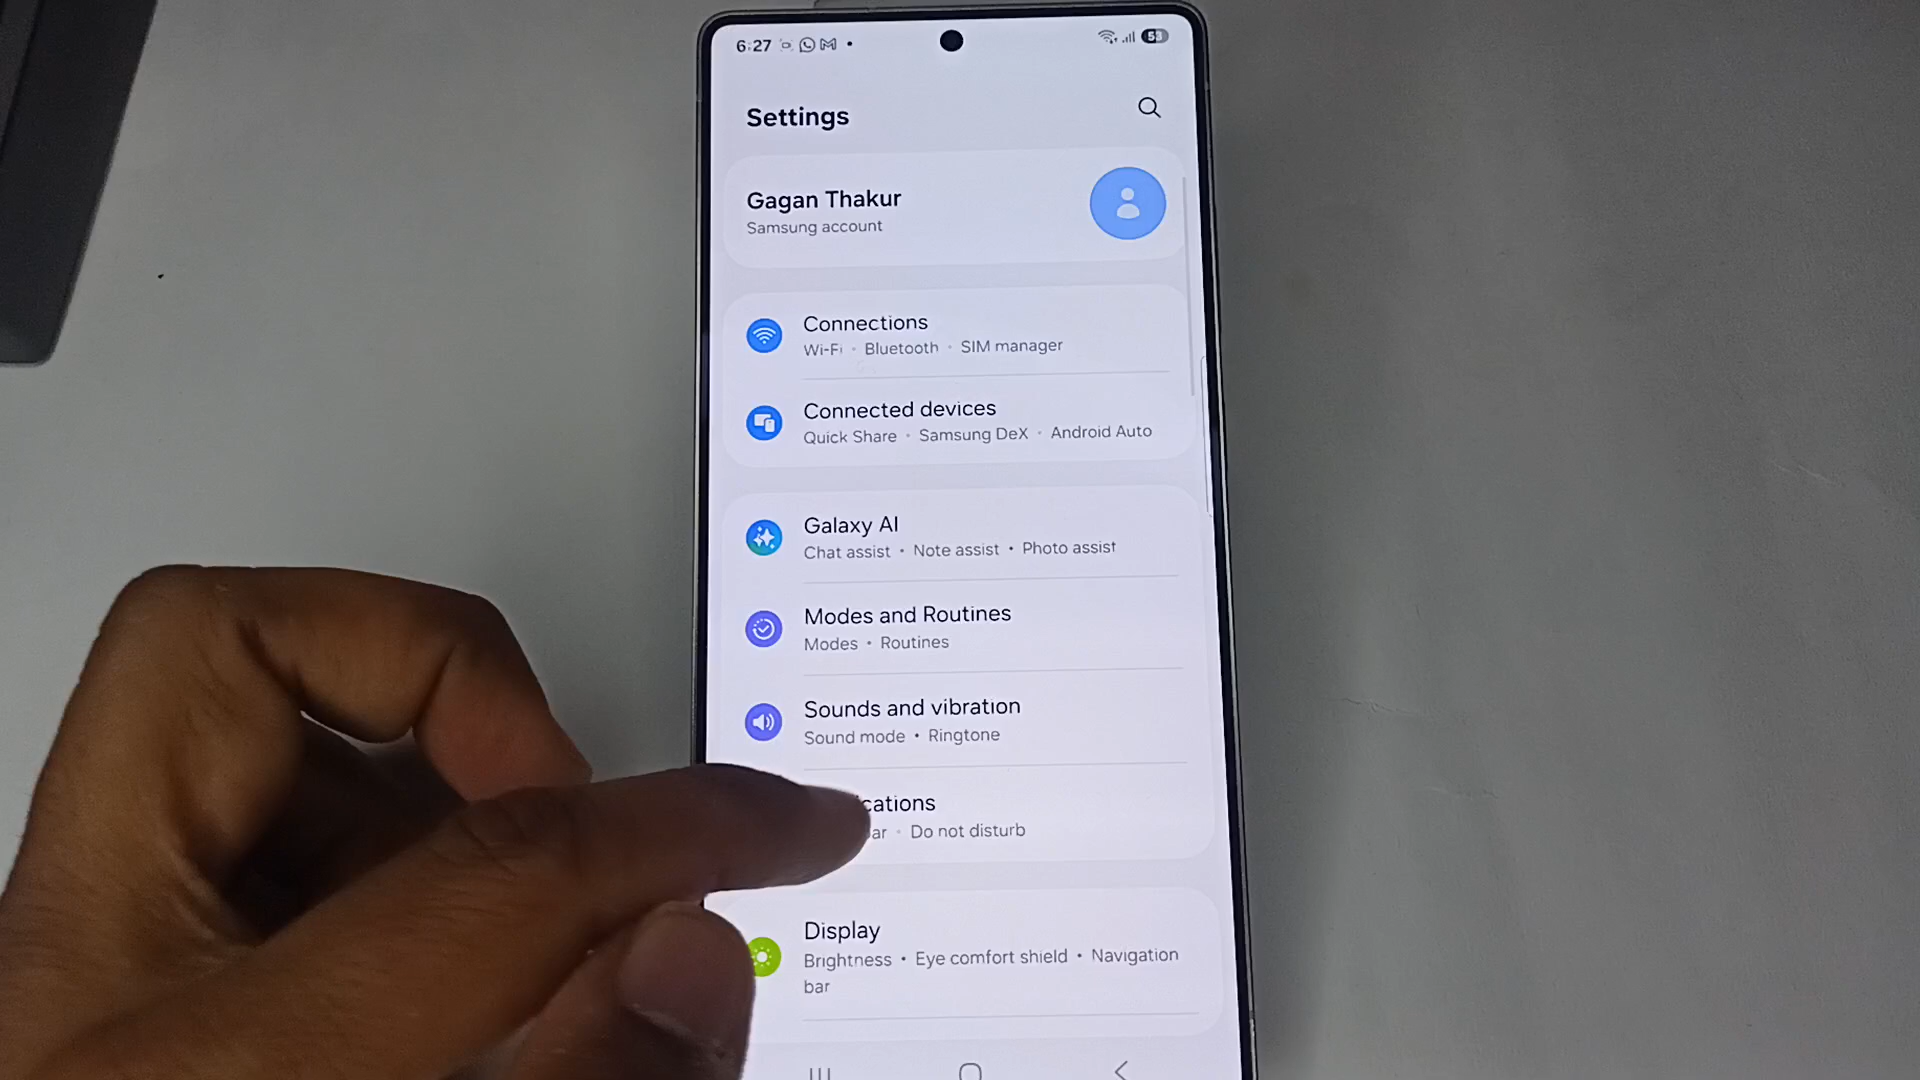 6:27
53
Settings
Gagan Thakur
Samsung account
Connections
Wi-Fi • Bluetooth • SIM manager
Connected devices
Quick Share • Samsung DeX • Android Auto
Galaxy AI
Chat assist • Note assist • Photo assist
Modes and Routines
Modes • Routines
Sounds and vibration
Sound mode • Ringtone
cations
ar • Do not disturb
Display
Brightness • Eye comfort shield • Navigation
bar